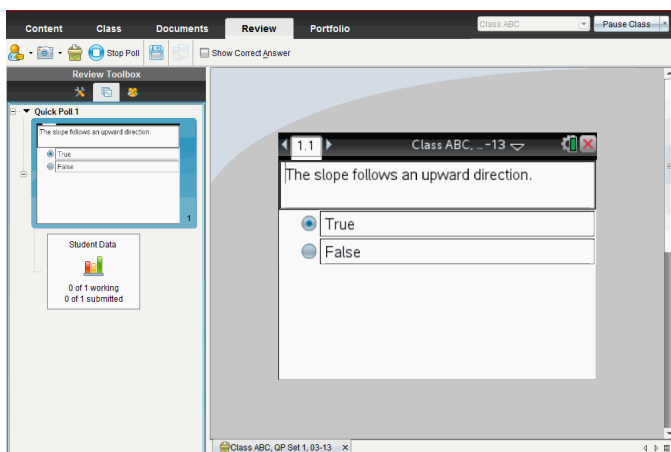 Content Class Documents Review Portfolio Class ABC Pause Class
Stop Poll Show Correct Answer
Review Toolbox
Quick Poll 1
The slope follows an upward direction.
True
False
1
Student Data
0 of 1 working
0 of 1 submitted
1.1 Class ABC, ...-13
The slope follows an upward direction.
True
False
Class ABC, QP Set 1, 03-13